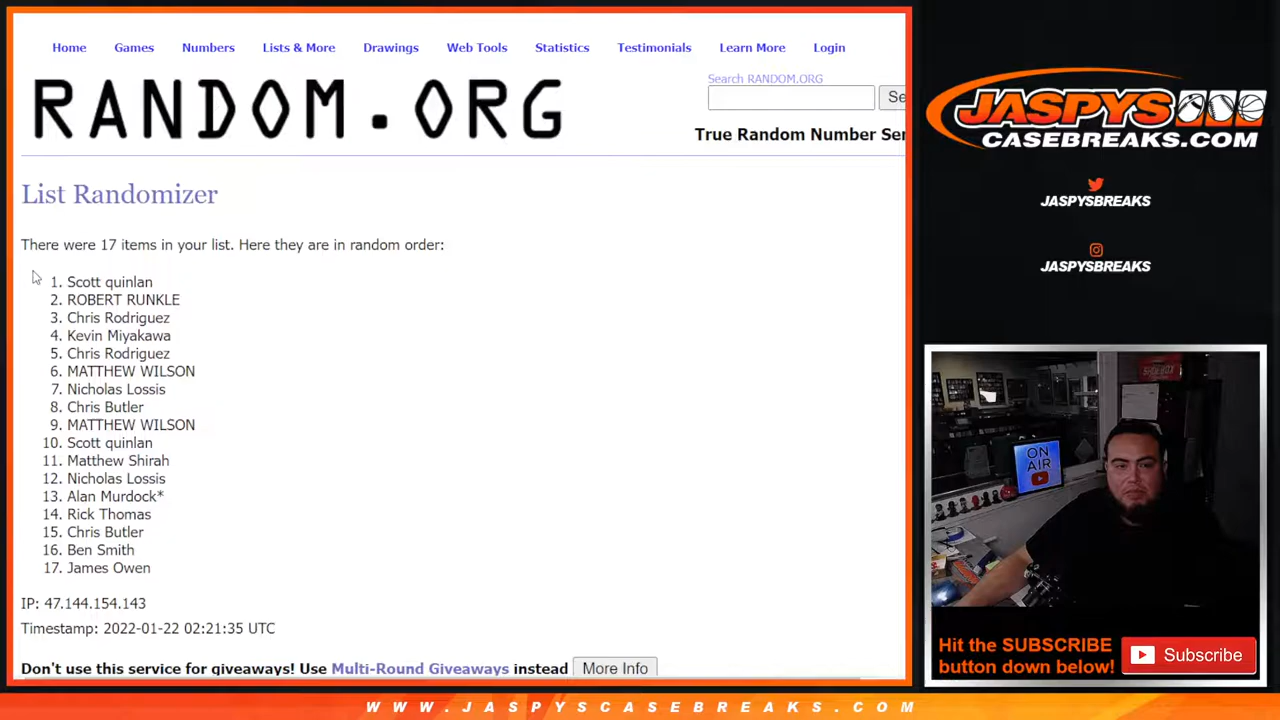 Home Games Numbers Lists & More Drawings Web Tools Statistics Testimonials Learn More Login
RANDOM.ORG
Search RANDOM.ORG
Se
True Random Number Ser
List Randomizer
There were 17 items in your list. Here they are in random order:
1. Scott quinlan
2. ROBERT RUNKLE
3. Chris Rodriguez
4. Kevin Miyakawa
5. Chris Rodriguez
6. MATTHEW WILSON
7. Nicholas Lossis
8. Chris Butler
9. MATTHEW WILSON
10. Scott quinlan
11. Matthew Shirah
12. Nicholas Lossis
13. Alan Murdock*
14. Rick Thomas
15. Chris Butler
16. Ben Smith
17. James Owen
IP: 47.144.154.143
Timestamp: 2022-01-22 02:21:35 UTC
Don't use this service for giveaways! Use Multi-Round Giveaways instead More Info
JASPYS
CASEBREAKS.COM
JASPYSBREAKS
JASPYSBREAKS
ON
AIR
Hit the SUBSCRIBE
button down below!
Subscribe
WWW.JASPYSCASEBREAKS.COM